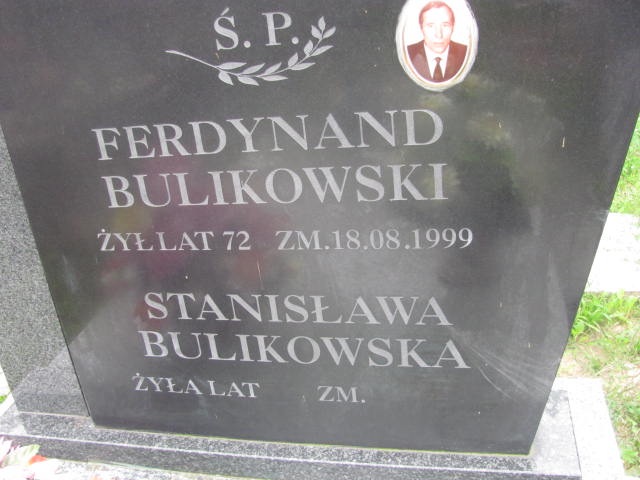 Ś. P.
FERDYNAND
BULIKOWSKI
ŻYŁ LAT 72 ZM. 18.08.1999
STANISŁAWA
BULIKOWSKA
ŻYŁA LAT ZM.